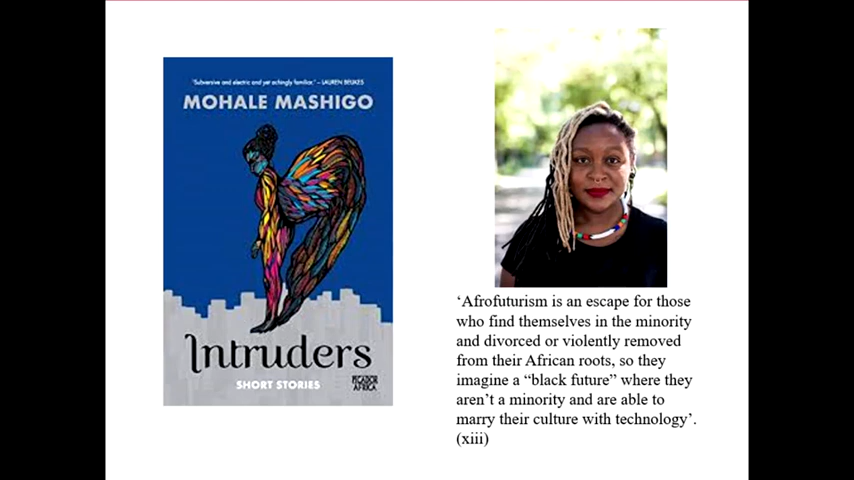 'Subversive and electric and yet achingly familiar.' – LAUREN BEUKES
MOHALE MASHIGO
Intruders
SHORT STORIES
PICADOR
AFRICA
‘Afrofuturism is an escape for those
who find themselves in the minority
and divorced or violently removed
from their African roots, so they
imagine a “black future” where they
aren’t a minority and are able to
marry their culture with technology’.
(xiii)